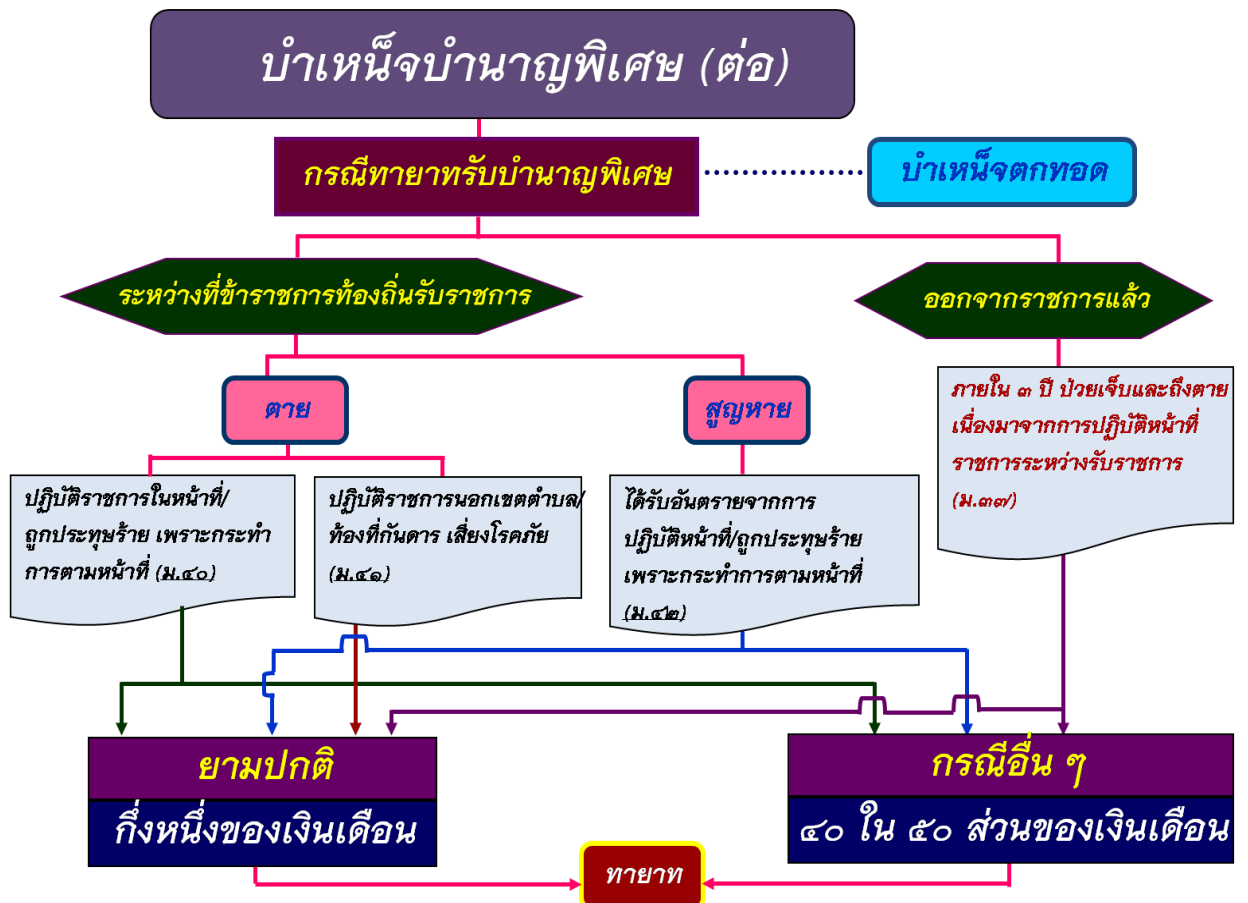 บำเหน็จบำนาญพิเศษ (ต่อ)
กรณีทายาทรับบำนาญพิเศษ
บำเหน็จตกทอด
ระหว่างที่ข้าราชการท้องถิ่นรับราชการ
ออกจากราชการแล้ว
ตาย
สูญหาย
ภายใน ๓ ปี ป่วยเจ็บและถึงตาย
เนื่องมาจากการปฏิบัติหน้าที่
ราชการระหว่างรับราชการ
(ม.๓๗)
ปฏิบัติราชการในหน้าที่/
ถูกประทุษร้าย เพราะกระทำ
การตามหน้าที่ (ม.๔๐)
ปฏิบัติราชการนอกเขตตำบล/
ท้องที่กันดาร เสี่ยงโรคภัย
(ม.๔๑)
ได้รับอันตรายจากการ
ปฏิบัติหน้าที่/ถูกประทุษร้าย
เพราะกระทำการตามหน้าที่
(ม.๔๒)
ยามปกติ
กึ่งหนึ่งของเงินเดือน
กรณีอื่น ๆ
๔๐ ใน ๕๐ ส่วนของเงินเดือน
ทายาท